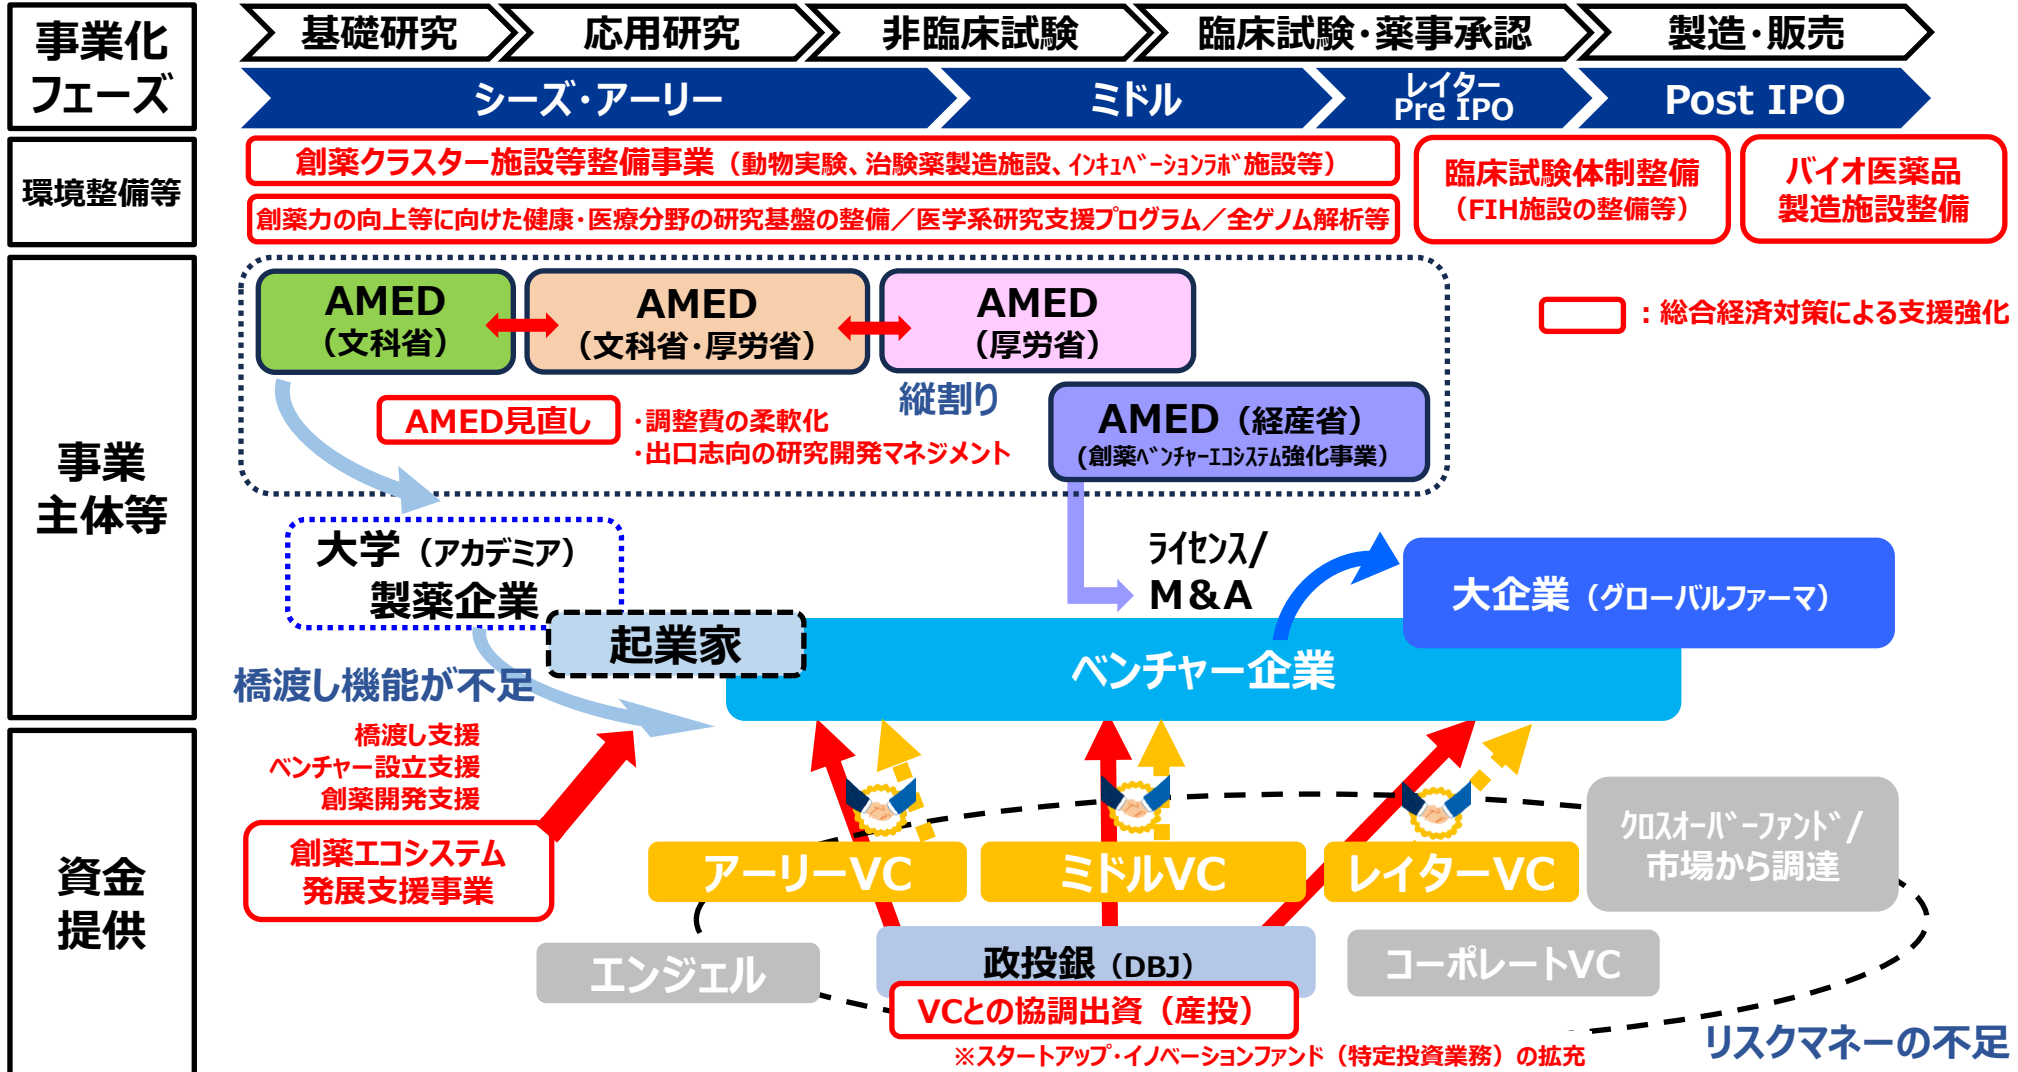 事業化
フェーズ
基礎研究
応用研究
非臨床試験
臨床試験・薬事承認
製造・販売
シーズ・アーリー
ミドル
レイター
Pre IPO
Post IPO
環境整備等
創薬クラスター施設等整備事業（動物実験、治験薬製造施設、ｲﾝｷｭﾍﾞｰｼｮﾝﾗﾎﾞ施設等）
創薬力の向上等に向けた健康・医療分野の研究基盤の整備／医学系研究支援プログラム／全ゲノム解析等
臨床試験体制整備
（FIH施設の整備等）
バイオ医薬品
製造施設整備
事業
主体等
AMED
（文科省）
AMED
（文科省・厚労省）
AMED
（厚労省）
：総合経済対策による支援強化
縦割り
AMED見直し
・調整費の柔軟化
・出口志向の研究開発マネジメント
AMED（経産省）
(創薬ﾍﾞﾝﾁｬｰｴｺｼｽﾃﾑ強化事業）
大学（アカデミア）
製薬企業
起業家
ﾗｲｾﾝｽ/
M&A
大企業（グローバルファーマ）
ベンチャー企業
橋渡し機能が不足
資金
提供
橋渡し支援
ベンチャー設立支援
創薬開発支援
創薬エコシステム
発展支援事業
アーリーVC
ミドルVC
レイターVC
ｸﾛｽｵｰﾊﾞｰﾌｧﾝﾄﾞ/
市場から調達
エンジェル
政投銀（DBJ）
コーポレートVC
VCとの協調出資（産投）
※スタートアップ・イノベーションファンド（特定投資業務）の拡充
リスクマネーの不足